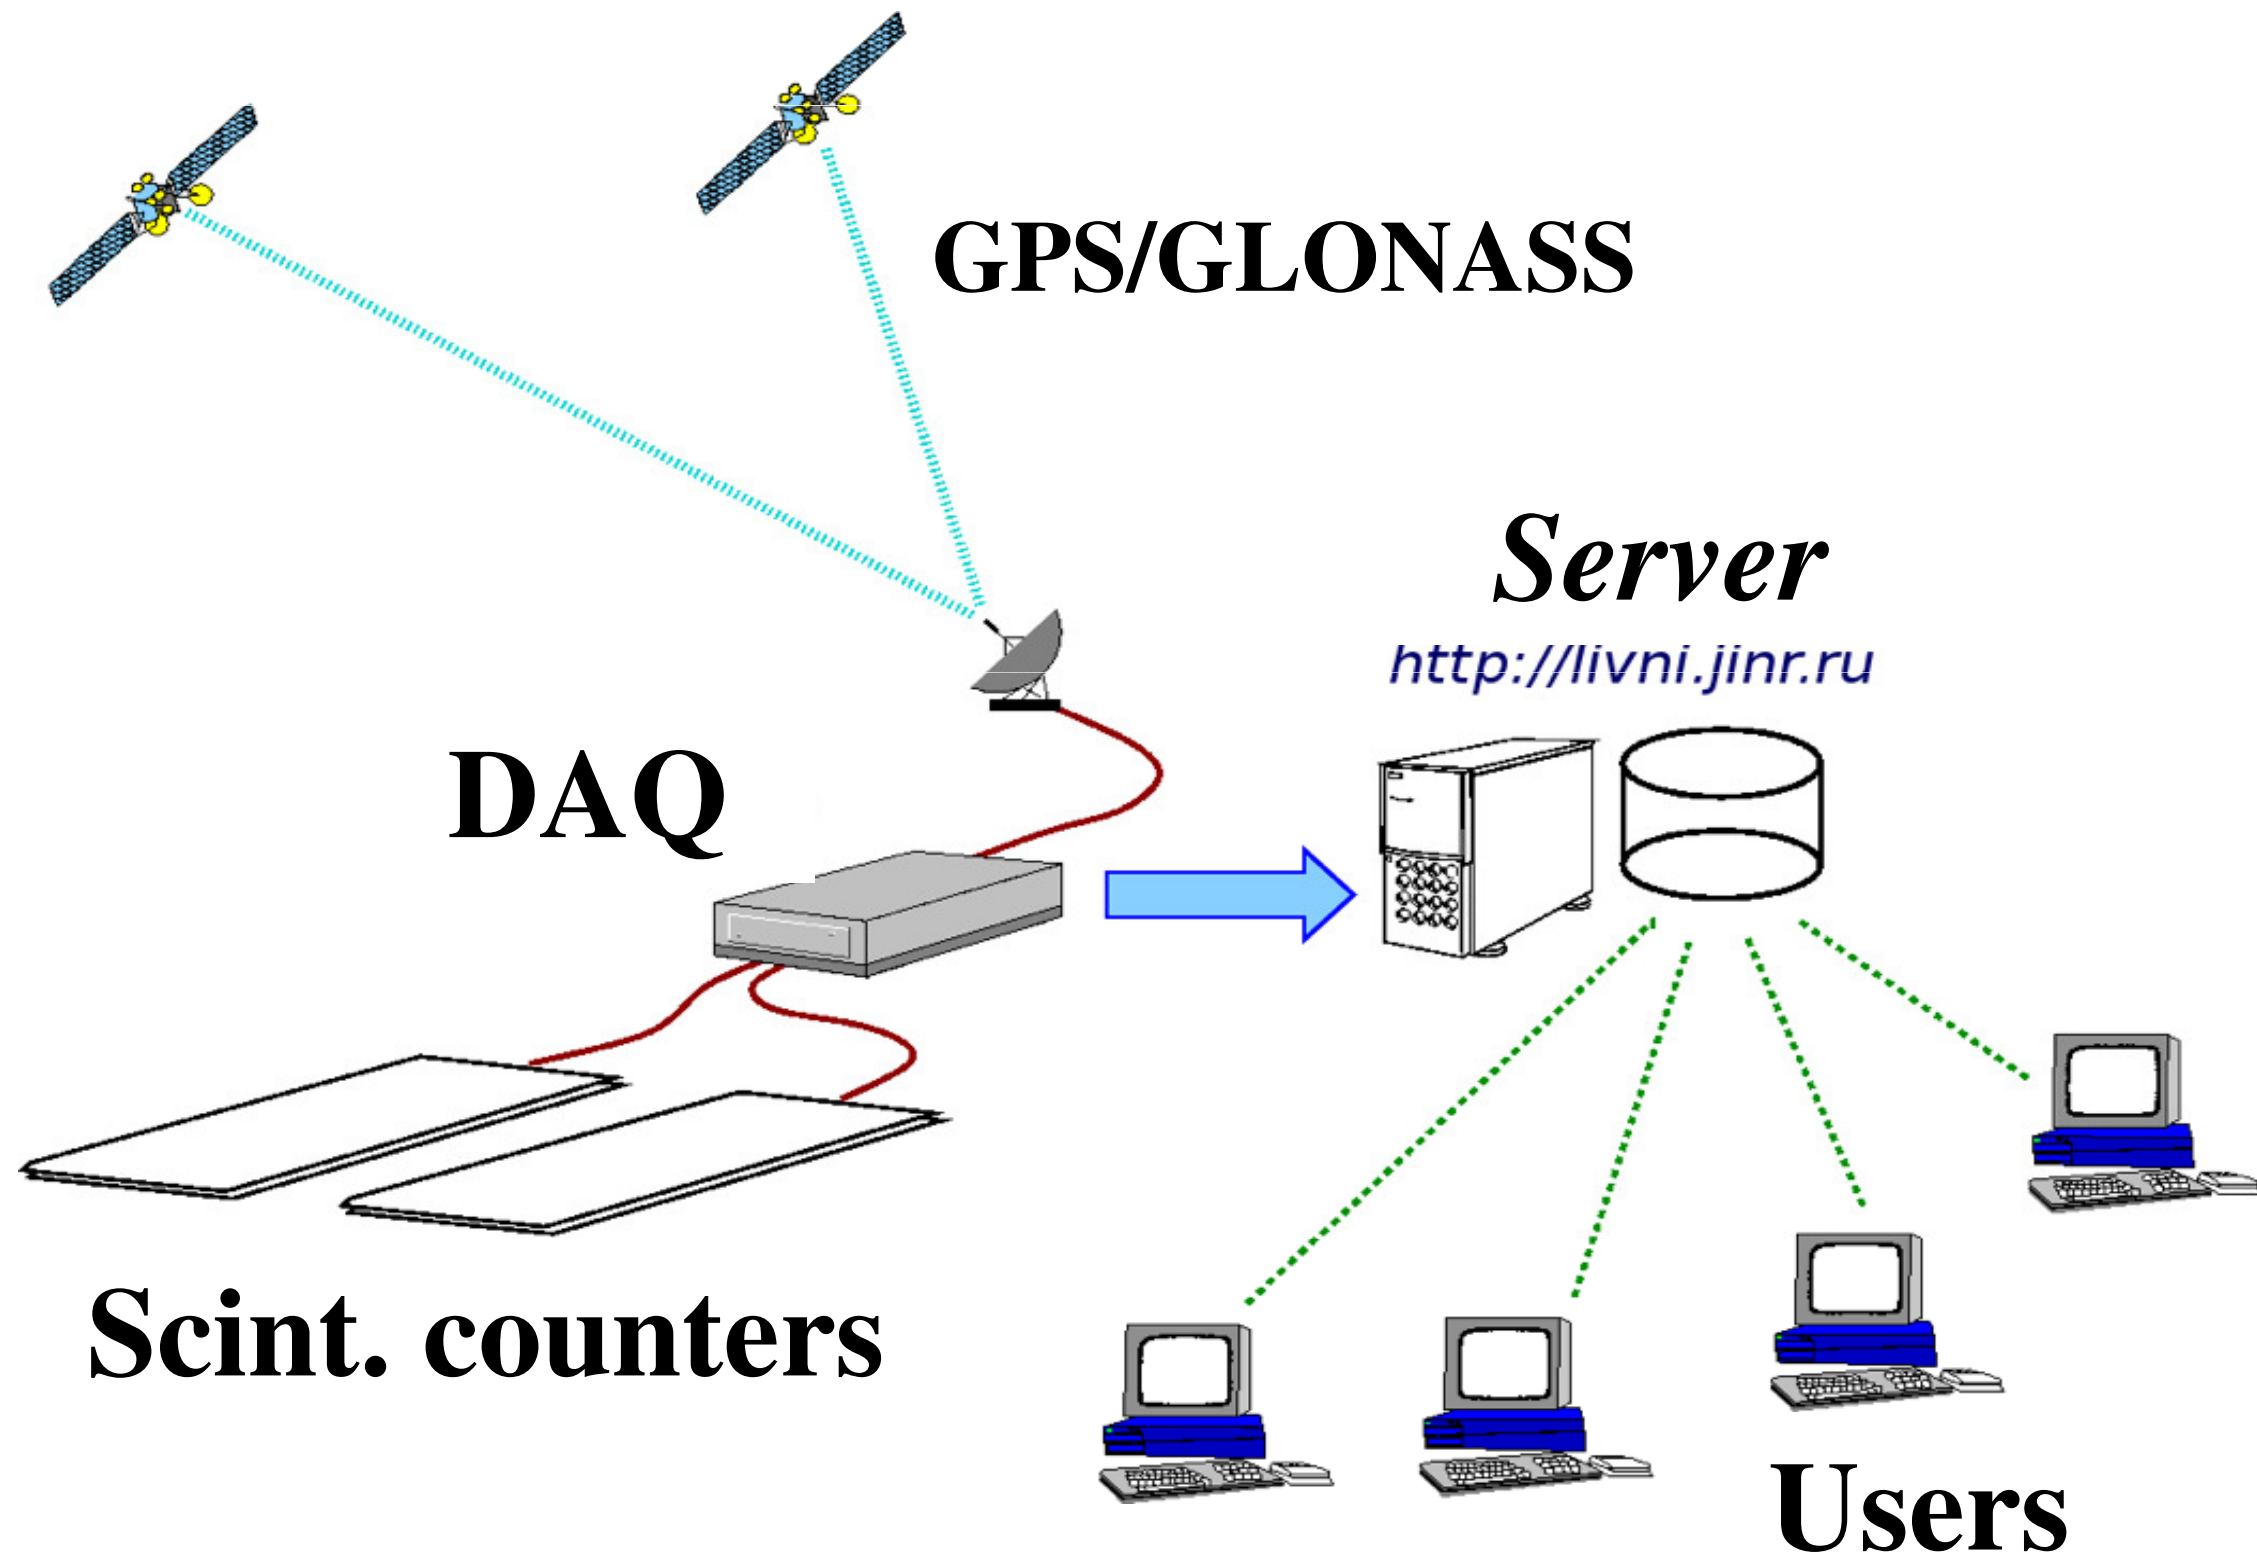 GPS/GLONASS
Server
http://livni.jinr.ru
DAQ
Scint. counters
Users